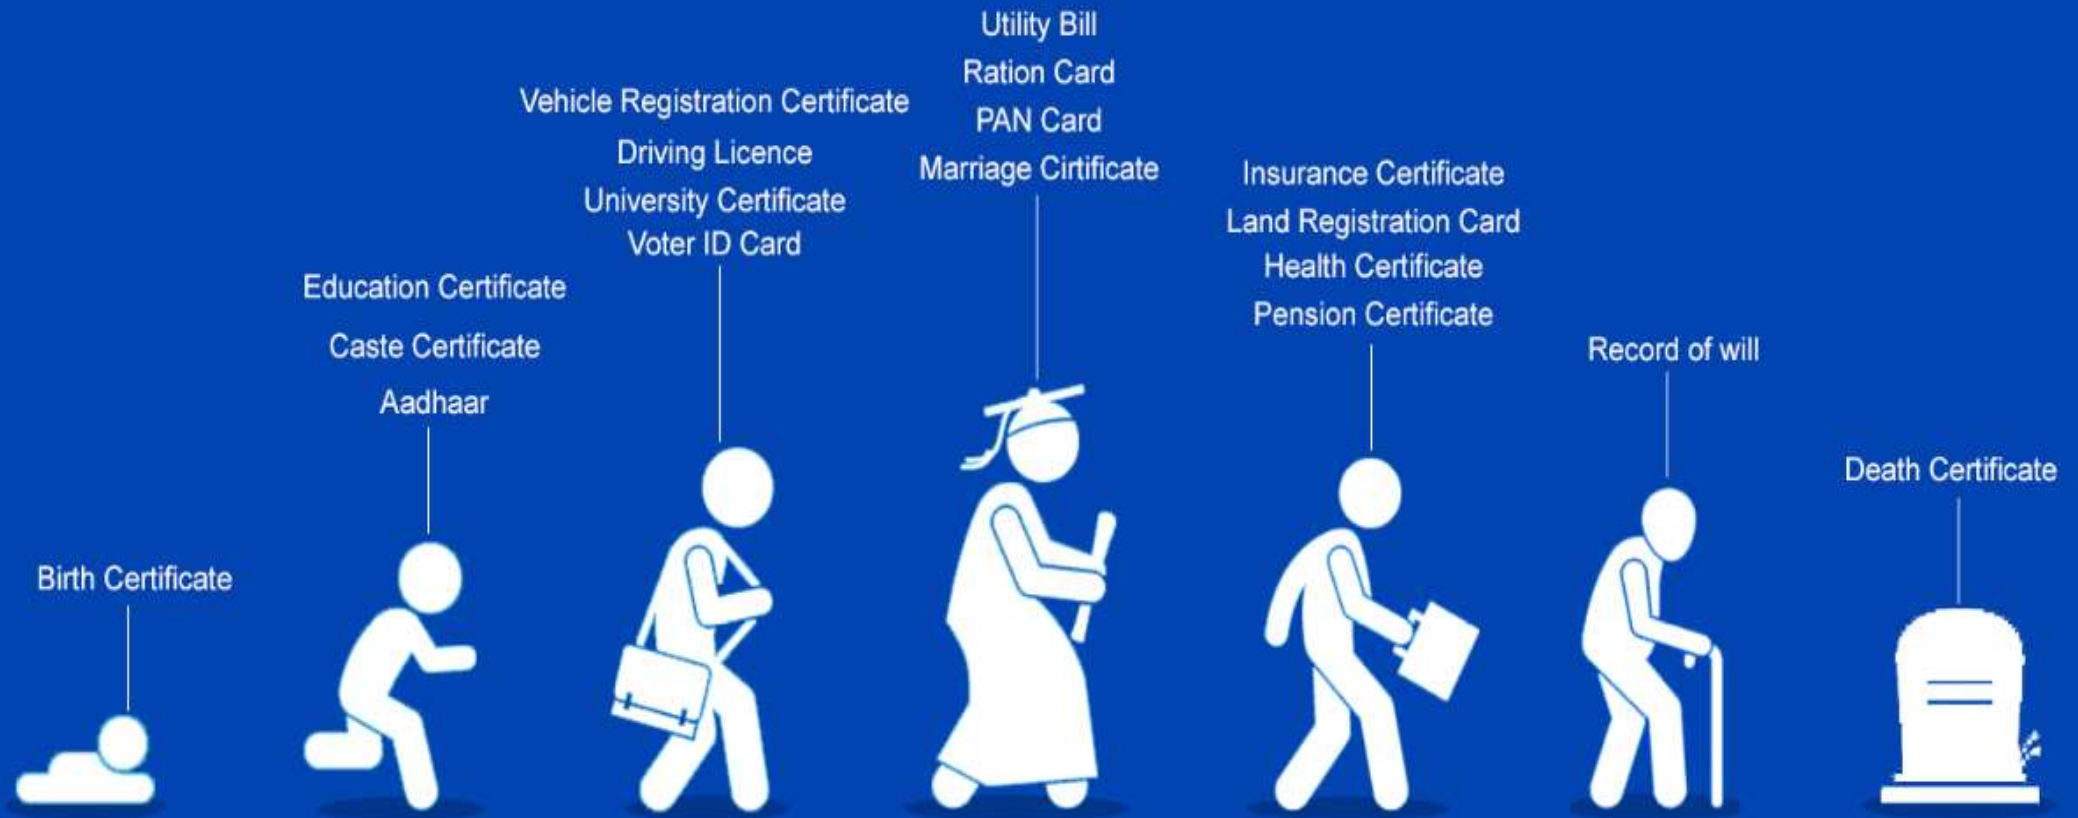 Birth Certificate
Education Certificate
Caste Certificate
Aadhaar
Vehicle Registration Certificate
Driving Licence
University Certificate
Voter ID Card
Utility Bill
Ration Card
PAN Card
Marriage Cirtificate
Insurance Certificate
Land Registration Card
Health Certificate
Pension Certificate
Record of will
Death Certificate